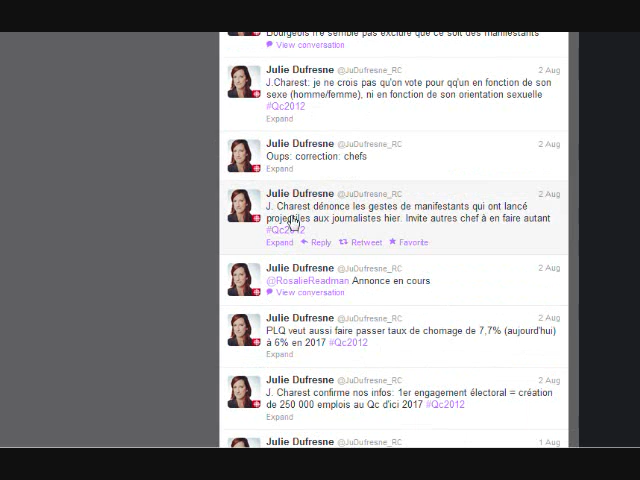 Bourgeois n'e semble pas exclure que ce soit des manifestants
View conversation
Julie Dufresne @JuDufresne_RC 2 Aug
J.Charest: je ne crois pas qu'on vote pour qq'un en fonction de son
sexe (homme/femme), ni en fonction de son orientation sexuelle
#Qc2012
Expand
Julie Dufresne @JuDufresne_RC 2 Aug
Oups: correction: chefs
Expand
Julie Dufresne @JuDufresne_RC 2 Aug
J. Charest dénonce les gestes de manifestants qui ont lancé
projectiles aux journalistes hier. Invite autres chef à en faire autant
#Qc2012
Expand Reply Retweet Favorite
Julie Dufresne @JuDufresne_RC 2 Aug
@RosalieReadman Annonce en cours
View conversation
Julie Dufresne @JuDufresne_RC 2 Aug
PLQ veut aussi faire passer taux de chomage de 7,7% (aujourd'hui)
à 6% en 2017 #Qc2012
Expand
Julie Dufresne @JuDufresne_RC 2 Aug
J. Charest confirme nos infos: 1er engagement électoral = création
de 250 000 emplois au Qc d'ici 2017 #Qc2012
Expand
Julie Dufresne @JuDufresne_RC 1 Aug